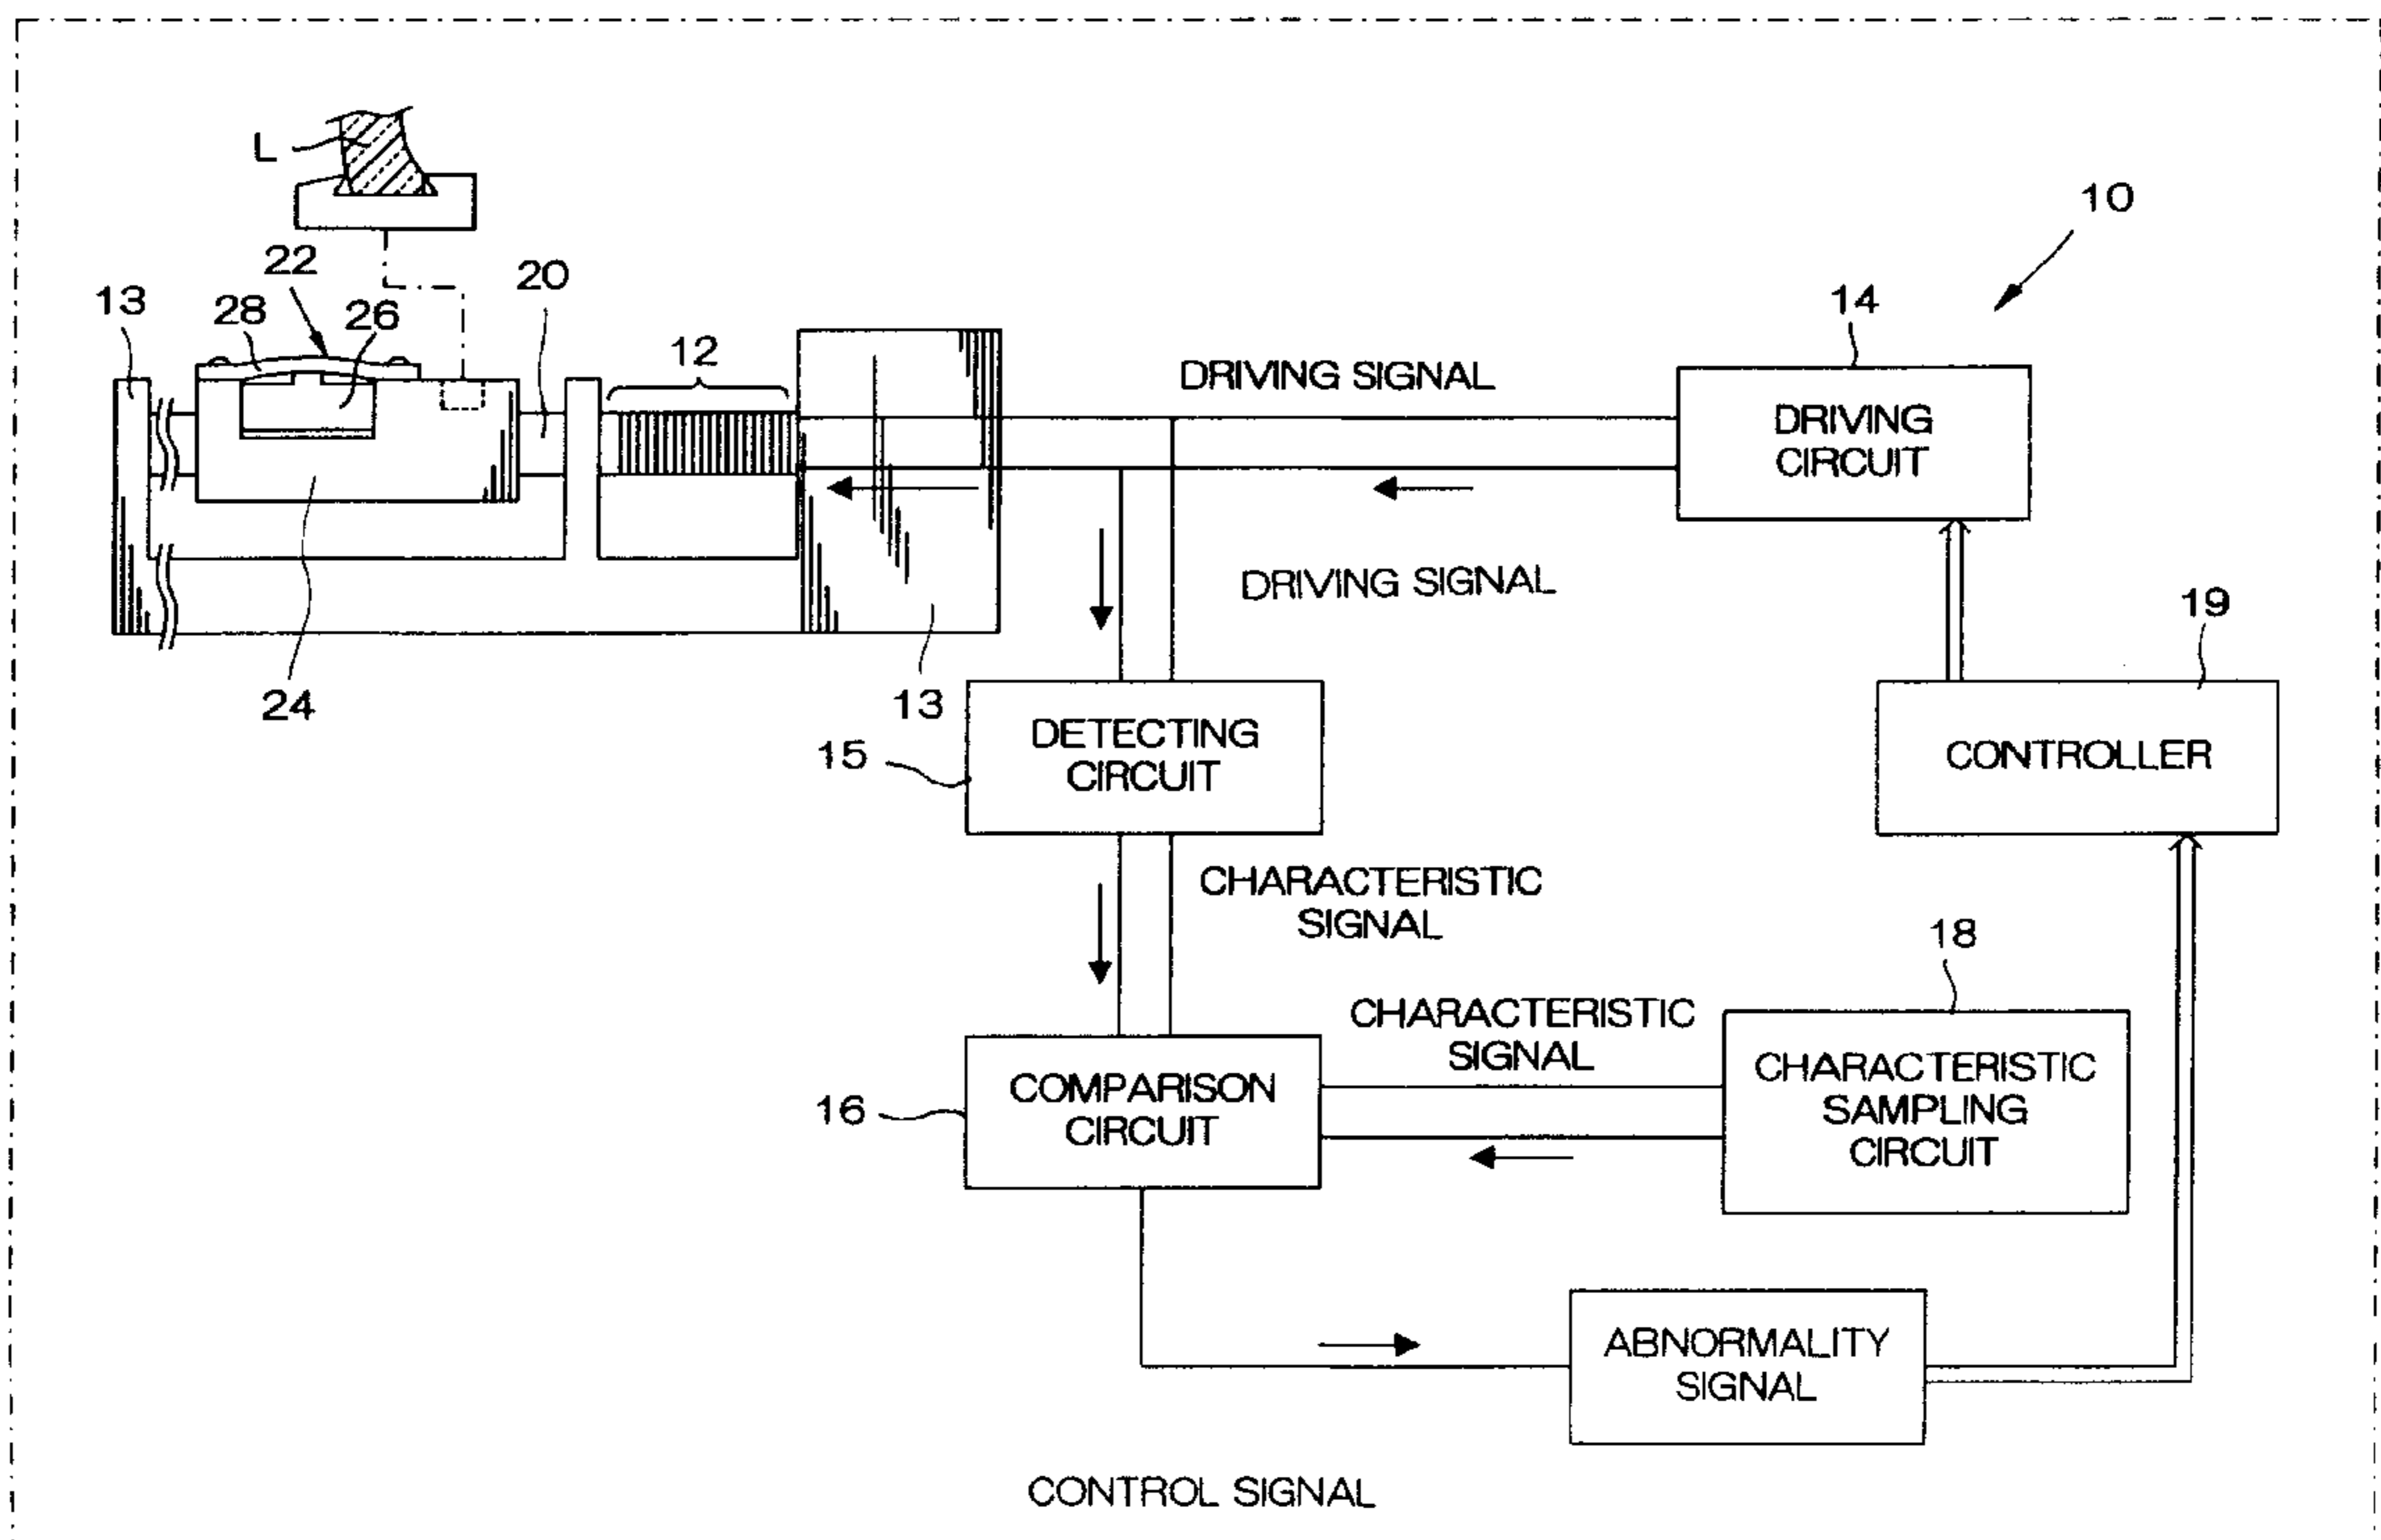 10
L
22
20
13
28
26
12
14
DRIVING SIGNAL
DRIVING
CIRCUIT
DRIVING SIGNAL
19
24
13
15
DETECTING
CIRCUIT
CONTROLLER
CHARACTERISTIC
SIGNAL
18
CHARACTERISTIC
SIGNAL
16
COMPARISON
CIRCUIT
CHARACTERISTIC
SAMPLING
CIRCUIT
ABNORMALITY
SIGNAL
CONTROL SIGNAL